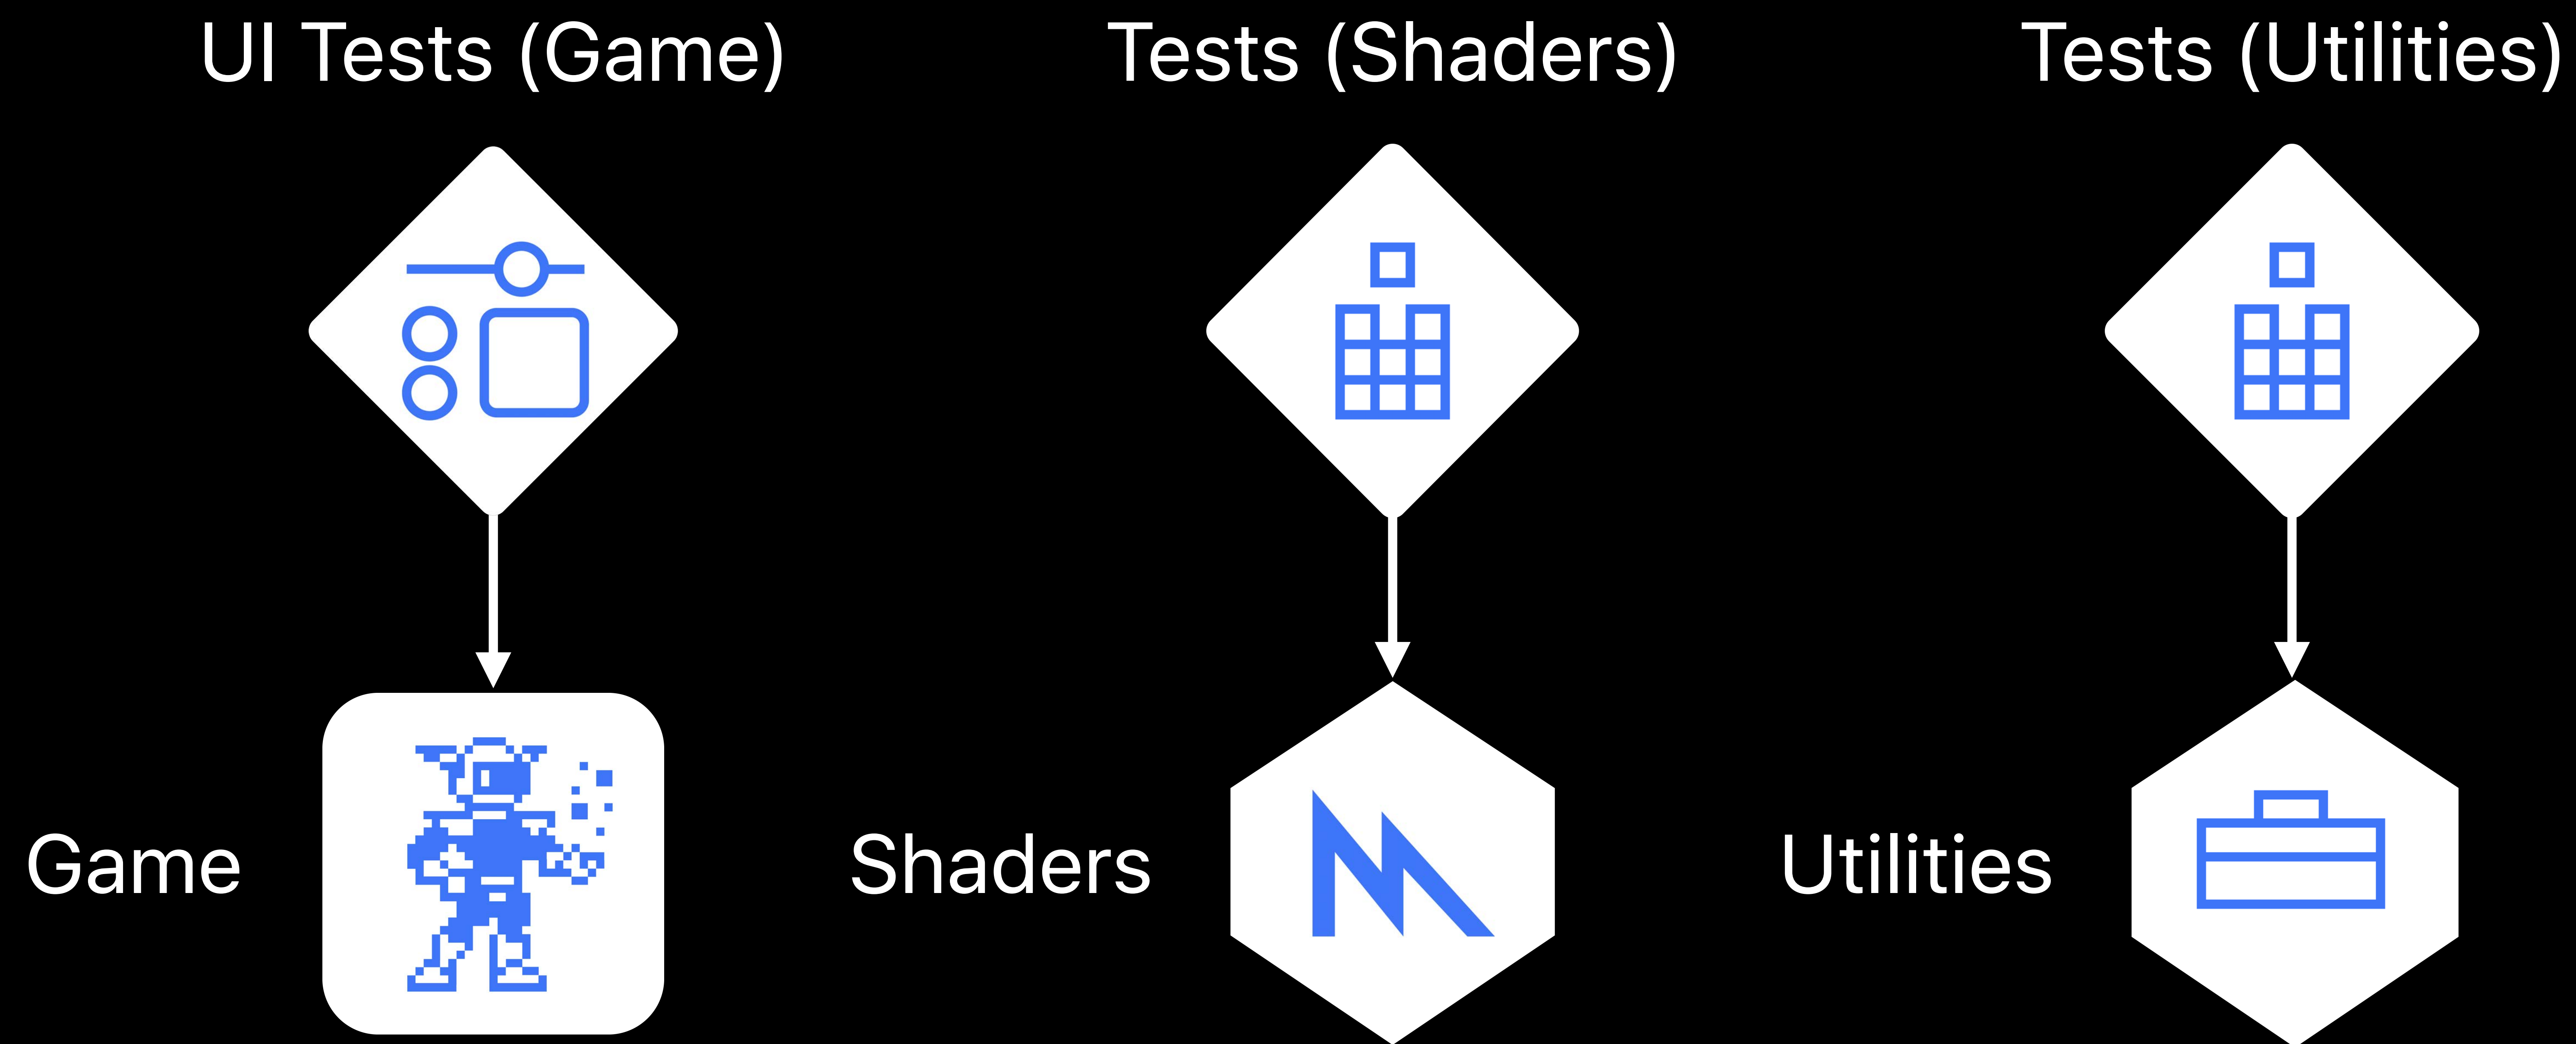 UI Tests (Game)
Tests (Shaders)
Tests (Utilities)
Game
Shaders
Utilities